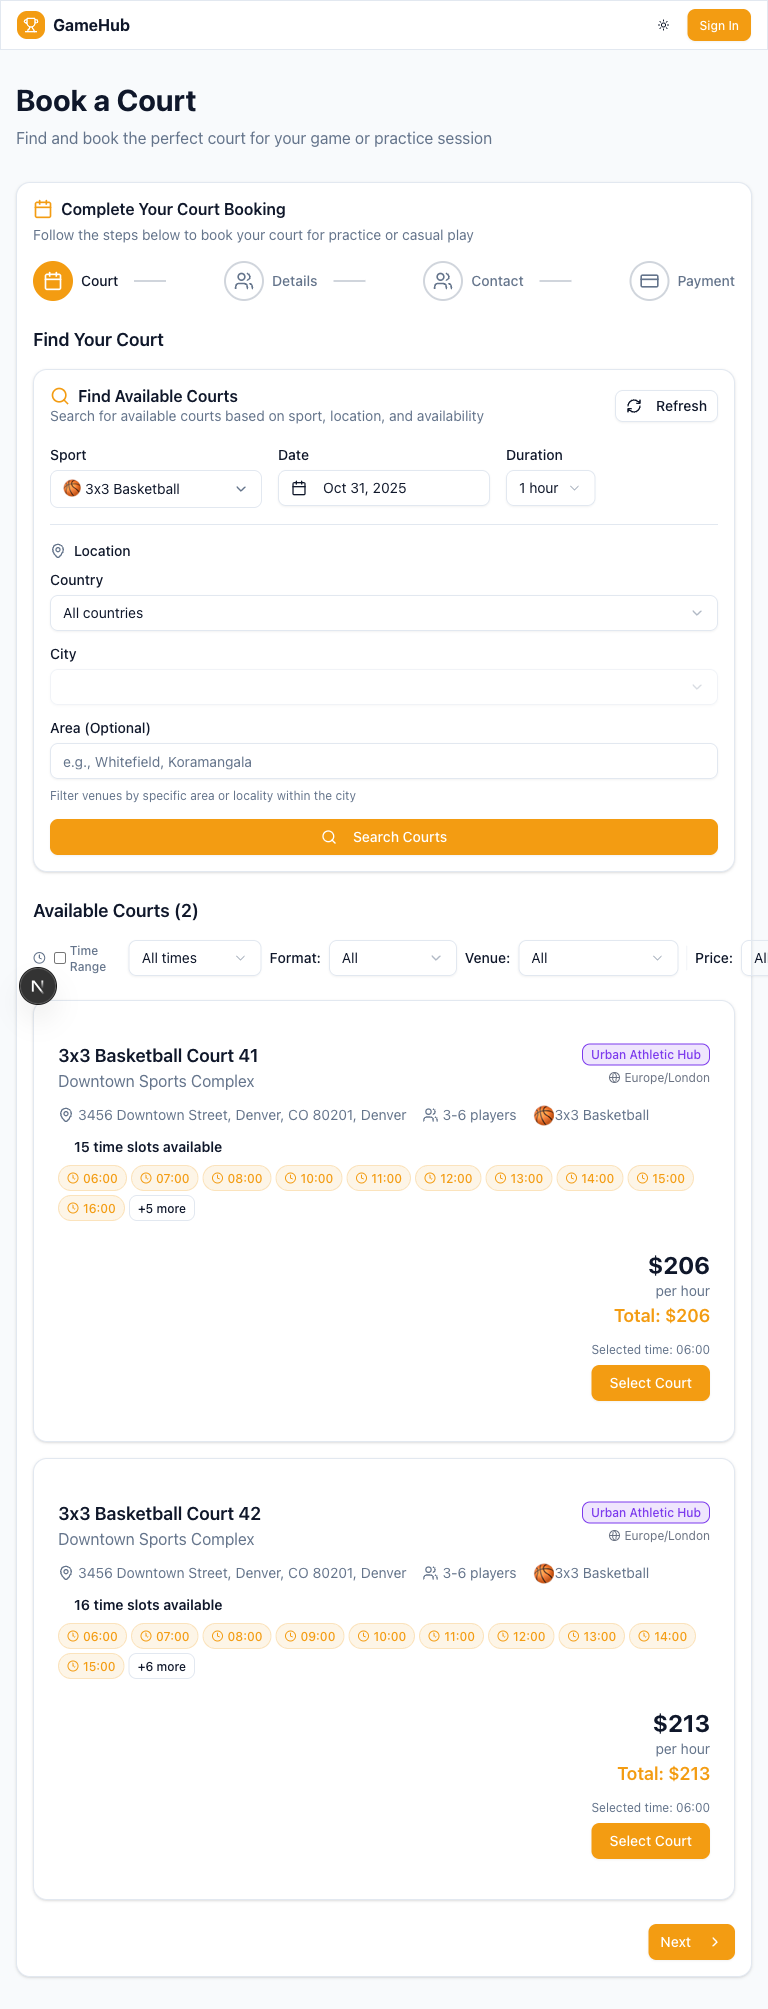 GameHub
Sign In
Book a Court
Find and book the perfect court for your game or practice session
Complete Your Court Booking
Follow the steps below to book your court for practice or casual play
Court
Details
Contact
Payment
Find Your Court
Find Available Courts
Search for available courts based on sport, location, and availability
Refresh
Sport
Date
Duration
3x3 Basketball
Oct 31, 2025
1 hour
Location
Country
All countries
City
Area (Optional)
e.g., Whitefield, Koramangala
Filter venues by specific area or locality within the city
Search Courts
Available Courts (2)
Time Range
All times
Format:
All
Venue:
All
Price:
Al
N
3x3 Basketball Court 41
Urban Athletic Hub
Downtown Sports Complex
Europe/London
3456 Downtown Street, Denver, CO 80201, Denver
3-6 players
3x3 Basketball
15 time slots available
06:00 07:00 08:00 10:00 11:00 12:00 13:00 14:00 15:00
16:00 +5 more
$206
per hour
Total: $206
Selected time: 06:00
Select Court
3x3 Basketball Court 42
Urban Athletic Hub
Downtown Sports Complex
Europe/London
3456 Downtown Street, Denver, CO 80201, Denver
3-6 players
3x3 Basketball
16 time slots available
06:00 07:00 08:00 09:00 10:00 11:00 12:00 13:00 14:00
15:00 +6 more
$213
per hour
Total: $213
Selected time: 06:00
Select Court
Next